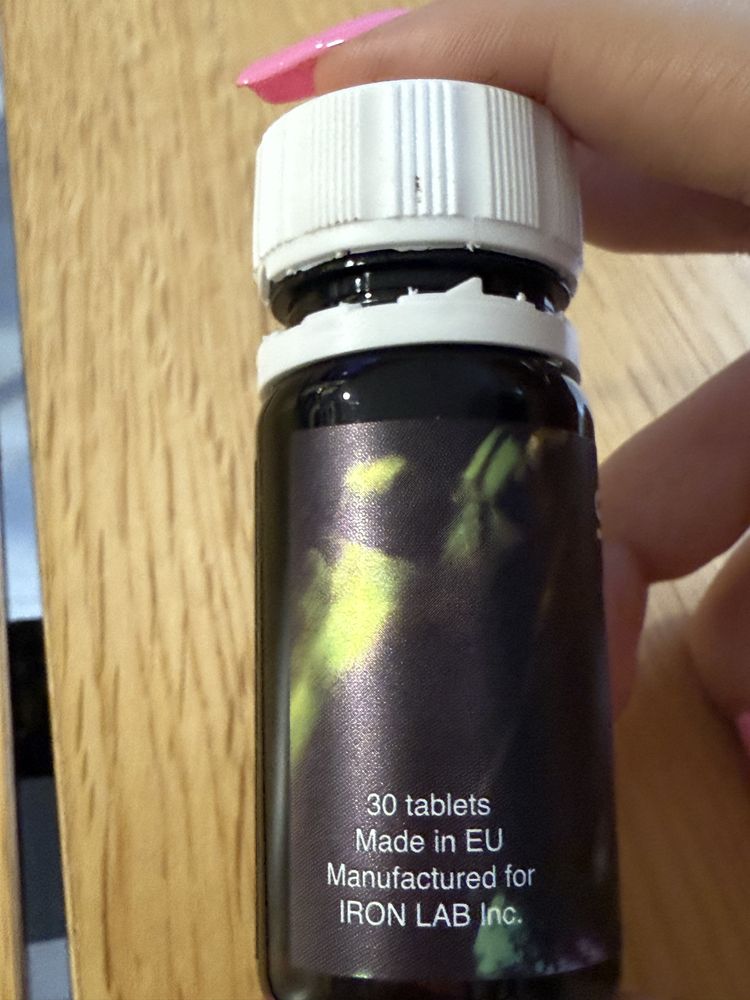 30 tablets
Made in EU
Manufactured for
IRON LAB Inc.